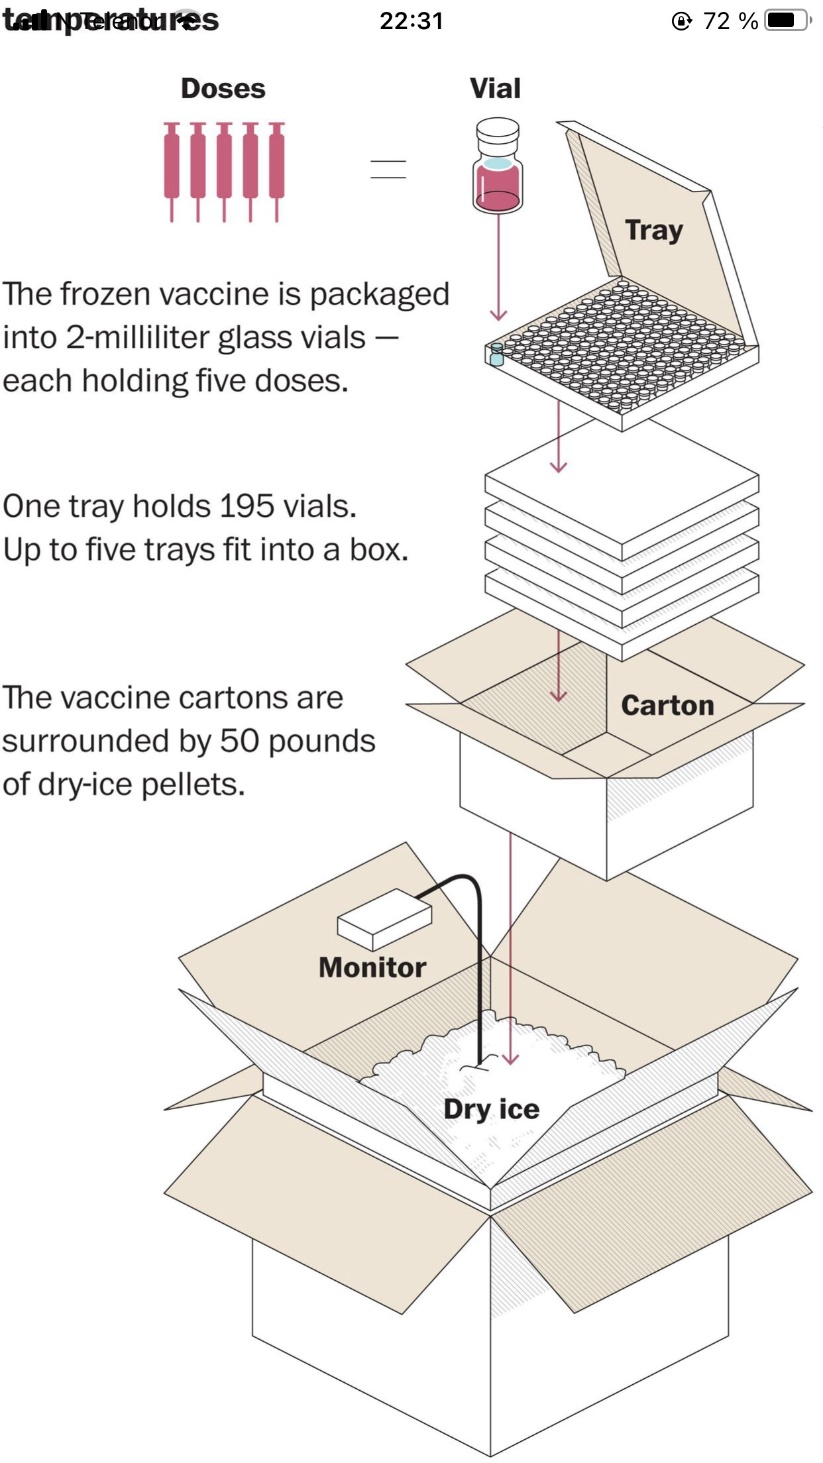 temperatures
22:31
72 %
Doses
Vial
Tray
The frozen vaccine is packaged
into 2-milliliter glass vials —
each holding five doses.
One tray holds 195 vials.
Up to five trays fit into a box.
The vaccine cartons are
surrounded by 50 pounds
of dry-ice pellets.
Carton
Monitor
Dry ice